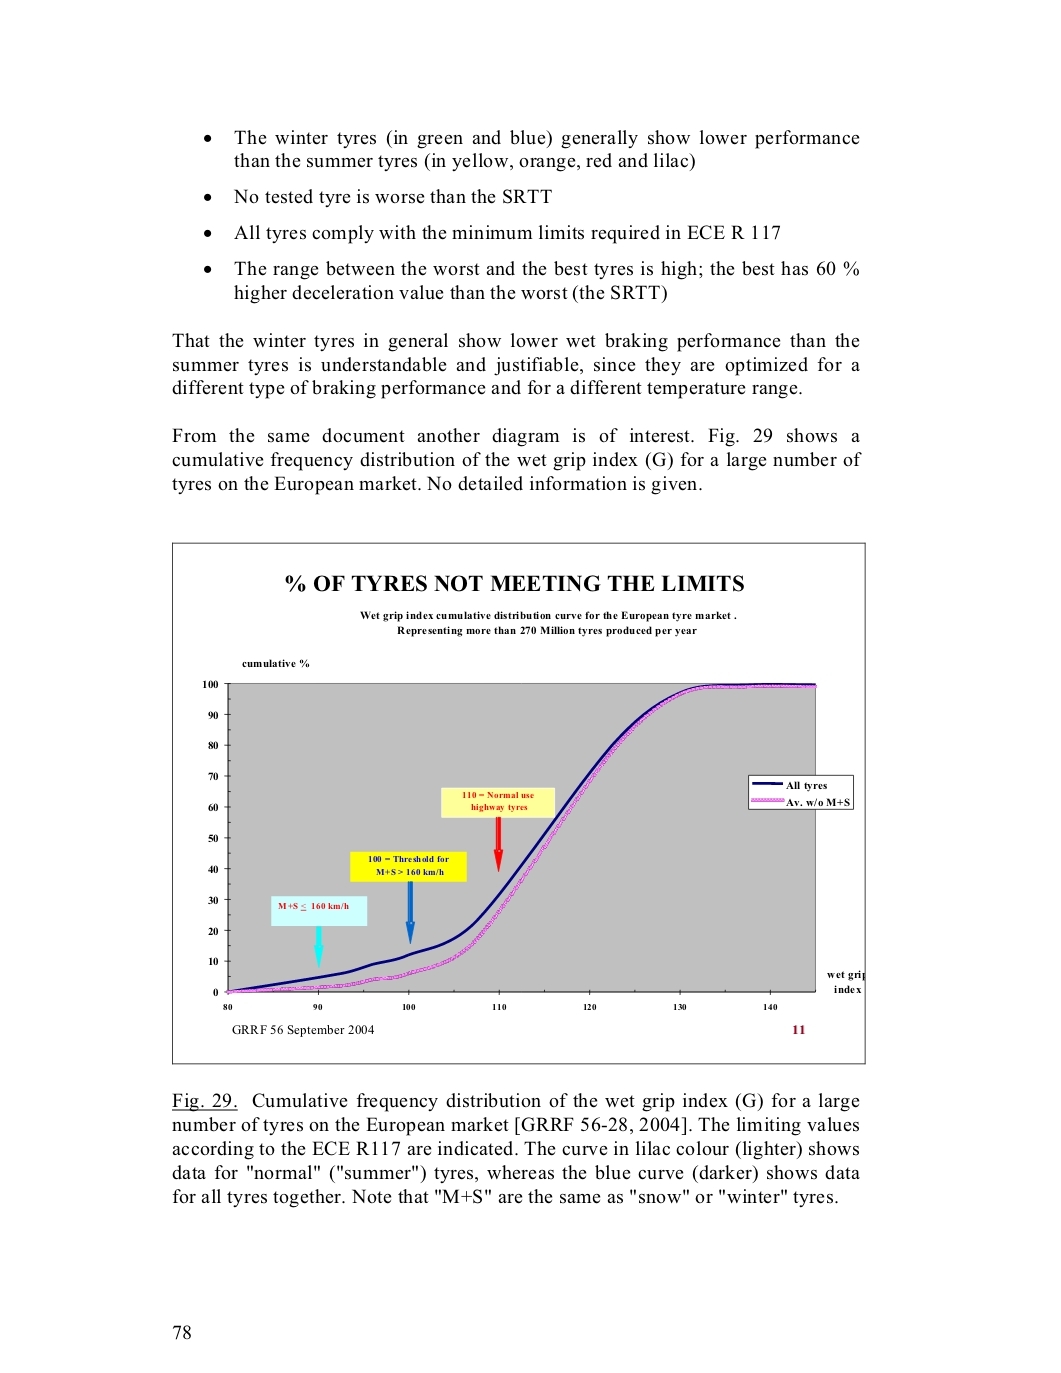 • The winter tyres (in green and blue) generally show lower performance
than the summer tyres (in yellow, orange, red and lilac)
• No tested tyre is worse than the SRTT
• All tyres comply with the minimum limits required in ECE R 117
• The range between the worst and the best tyres is high; the best has 60 %
higher deceleration value than the worst (the SRTT)
That the winter tyres in general show lower wet braking performance than the
summer tyres is understandable and justifiable, since they are optimized for a
different type of braking performance and for a different temperature range.
From the same document another diagram is of interest. Fig. 29 shows a
cumulative frequency distribution of the wet grip index (G) for a large number of
tyres on the European market. No detailed information is given.
% OF TYRES NOT MEETING THE LIMITS
Wet grip index cumulative distribution curve for the European tyre market .
Representing more than 270 Million tyres produced per year
cumulative %
100
90
80
70
60
50
40
30
20
10
0
110 = Normal use
highway tyres
100 = Threshold for
M+S > 160 km/h
M+S ≤ 160 km/h
All tyres
Av. w/o M+S
wet grip
index
80 90 100 110 120 130 140
GRRF 56 September 2004 11
Fig. 29. Cumulative frequency distribution of the wet grip index (G) for a large
number of tyres on the European market [GRRF 56-28, 2004]. The limiting values
according to the ECE R117 are indicated. The curve in lilac colour (lighter) shows
data for "normal" ("summer") tyres, whereas the blue curve (darker) shows data
for all tyres together. Note that "M+S" are the same as "snow" or "winter" tyres.
78